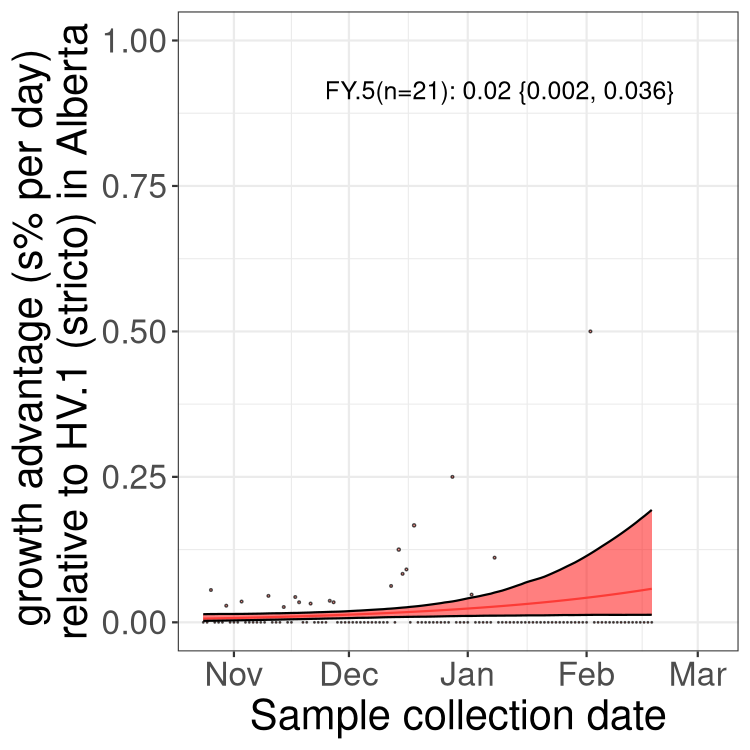 growth advantage (s% per day)
relative to HV.1 (stricto) in Alberta
1.00
0.75
0.50
0.25
0.00
FY.5(n=21): 0.02 {0.002, 0.036}
Nov Dec Jan Feb Mar
Sample collection date